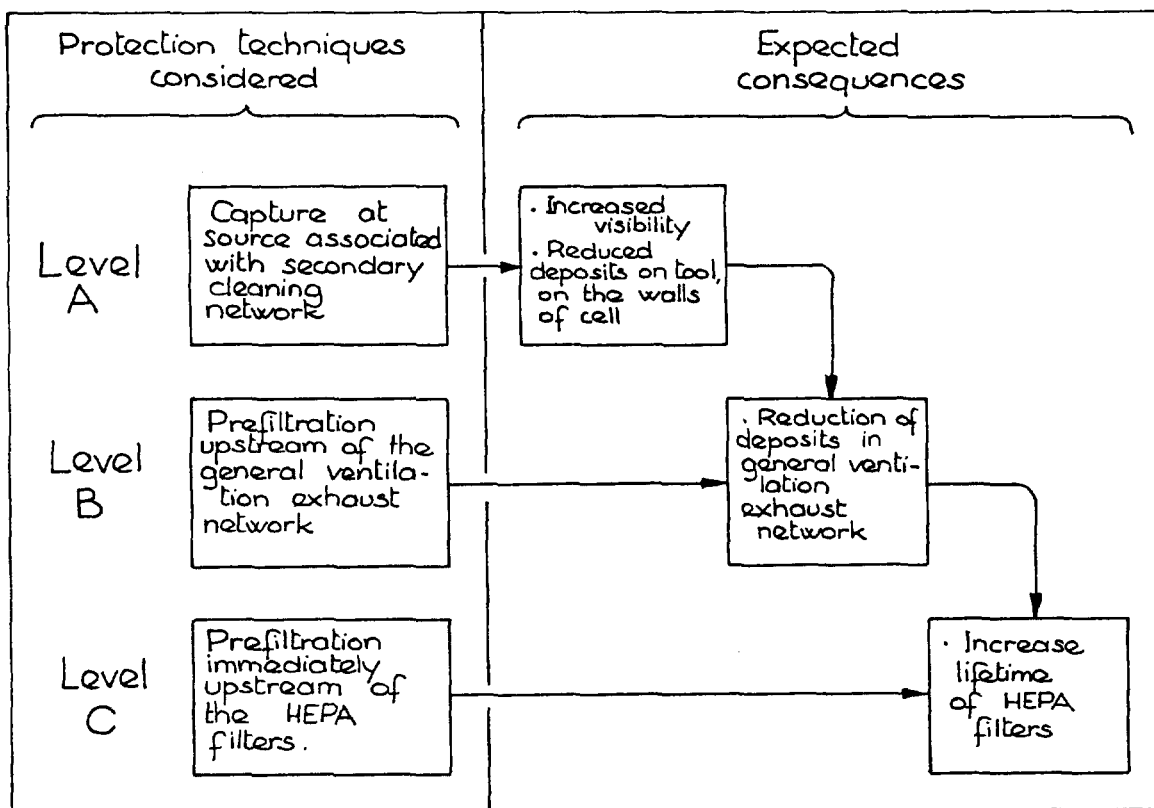 Protection techniques
considered
Expected
consequences
Level
A
Capture at
source associated
with secondary
cleaning
network
. Increased
visibility
. Reduced
deposits on tool,
on the walls
of cell
Level
B
Prefiltration
upstream of the
general ventila-
tion exhaust
network
. Reduction of
deposits in
general venti-
lation
exhaust
network
Level
C
Prefiltration
immediately
upstream of
the HEPA
filters.
. Increase
lifetime
of HEPA
filters